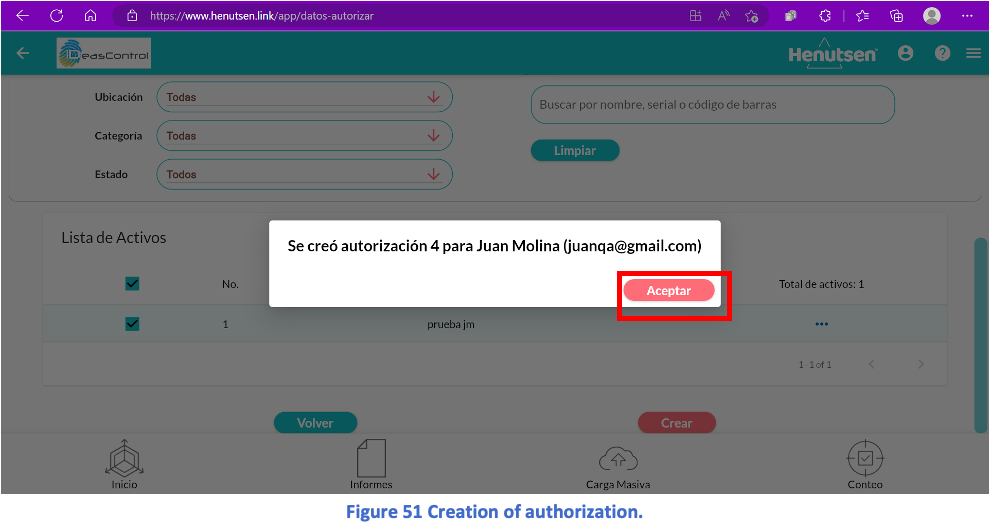 https://www.henutsen.link/app/datos-autorizar
IDBeasControl
Henutsen
Ubicación Todas
Buscar por nombre, serial o código de barras
Categoría Todas
Limpiar
Estado Todos
Lista de Activos
Se creó autorización 4 para Juan Molina (juanqa@gmail.com)
Aceptar
No.
Total de activos: 1
1 prueba jm
1-1 of 1
Volver Crear
Inicio Informes Carga Masiva Conteo
Figure 51 Creation of authorization.